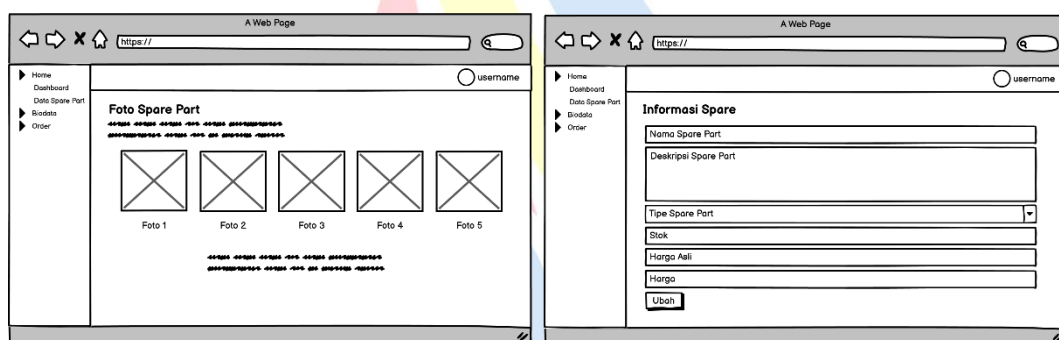 A Web Page
https://
Home
Dashboard
Data Spare Part
Biodata
Order
username
Foto Spare Part
Foto 1
Foto 2
Foto 3
Foto 4
Foto 5
A Web Page
https://
Home
Dashboard
Data Spare Part
Biodata
Order
username
Informasi Spare
Nama Spare Part
Deskripsi Spare Part
Tipe Spare Part
Stok
Harga Asli
Harga
Ubah